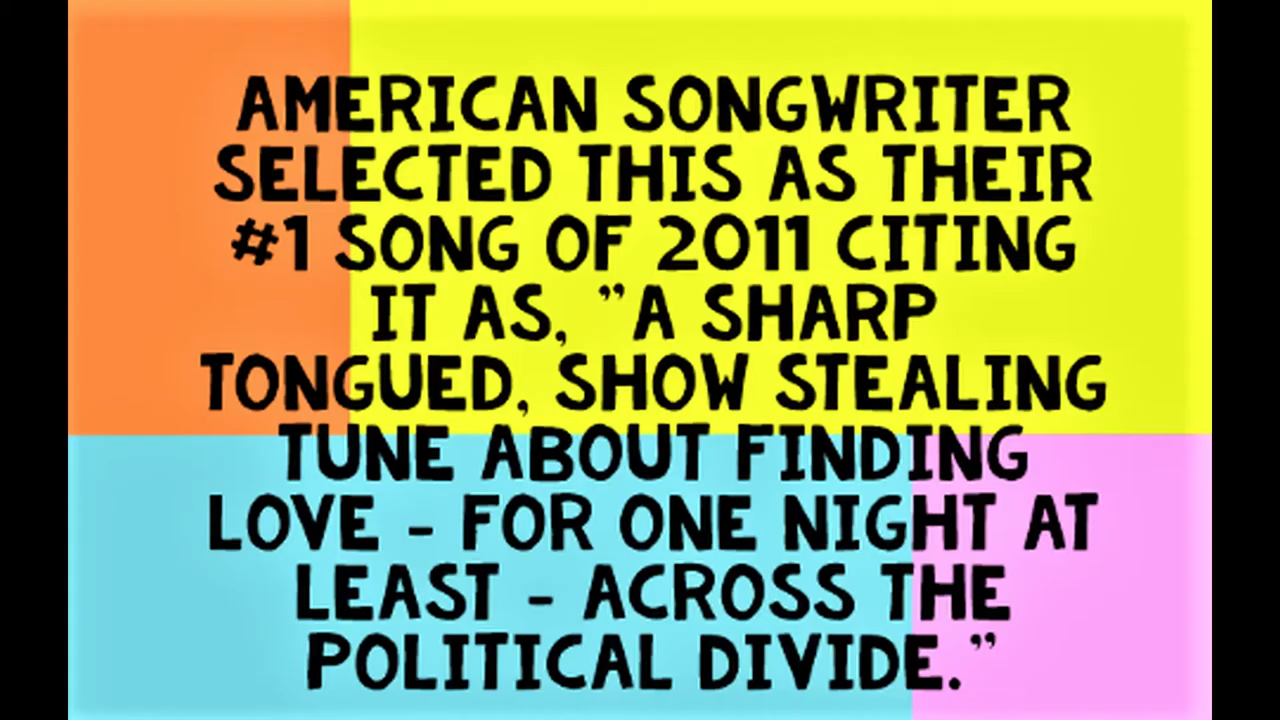 AMERICAN SONGWRITER
SELECTED THIS AS THEIR
#1 SONG OF 2011 CITING
IT AS, ”A SHARP
TONGUED, SHOW STEALING
TUNE ABOUT FINDING
LOVE - FOR ONE NIGHT AT
LEAST - ACROSS THE
POLITICAL DIVIDE.”